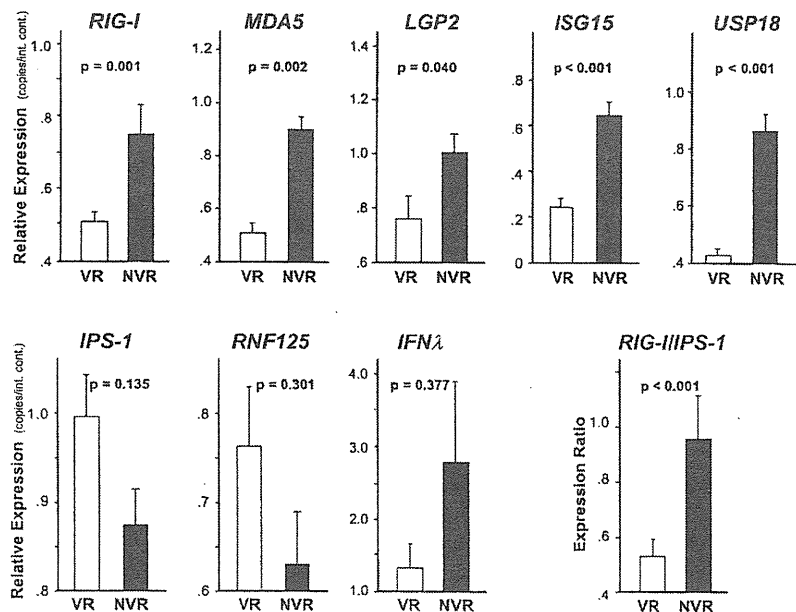 RIG-I MDA5 LGP2 ISG15 USP18
Relative Expression (copies/int. cont.)
1.0
.8
.6
.4
p = 0.001
VR NVR
1.2
1.0
.8
.6
.4
p = 0.002
VR NVR
1.4
1.2
1.0
.8
.6
p = 0.040
VR NVR
.8
.6
.4
.2
0
p < 0.001
VR NVR
1.0
.8
.6
.4
p < 0.001
VR NVR
IPS-1 RNF125 IFNλ RIG-I/IPS-1
Relative Expression (copies/int. cont.)
1.0
.9
.8
p = 0.135
VR NVR
.8
.7
.6
p = 0.301
VR NVR
4.0
3.0
2.0
1.0
p = 0.377
VR NVR
Expression Ratio
1.0
.8
.6
.4
p < 0.001
VR NVR